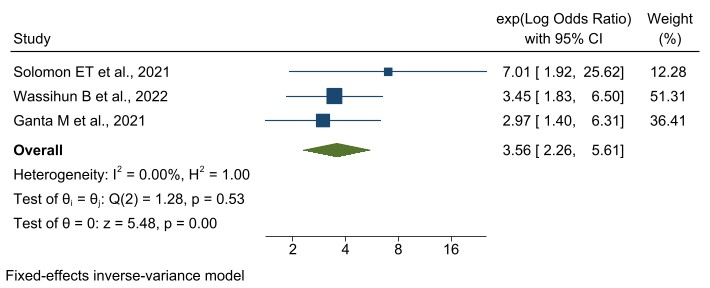 exp(Log Odds Ratio) Weight
Study with 95% CI (%)
Solomon ET et al., 2021 7.01 [ 1.92, 25.62] 12.28
Wassihun B et al., 2022 3.45 [ 1.83, 6.50] 51.31
Ganta M et al., 2021 2.97 [ 1.40, 6.31] 36.41
Overall 3.56 [ 2.26, 5.61]
Heterogeneity: I² = 0.00%, H² = 1.00
Test of θᵢ = θⱼ: Q(2) = 1.28, p = 0.53
Test of θ = 0: z = 5.48, p = 0.00
2 4 8 16
Fixed-effects inverse-variance model